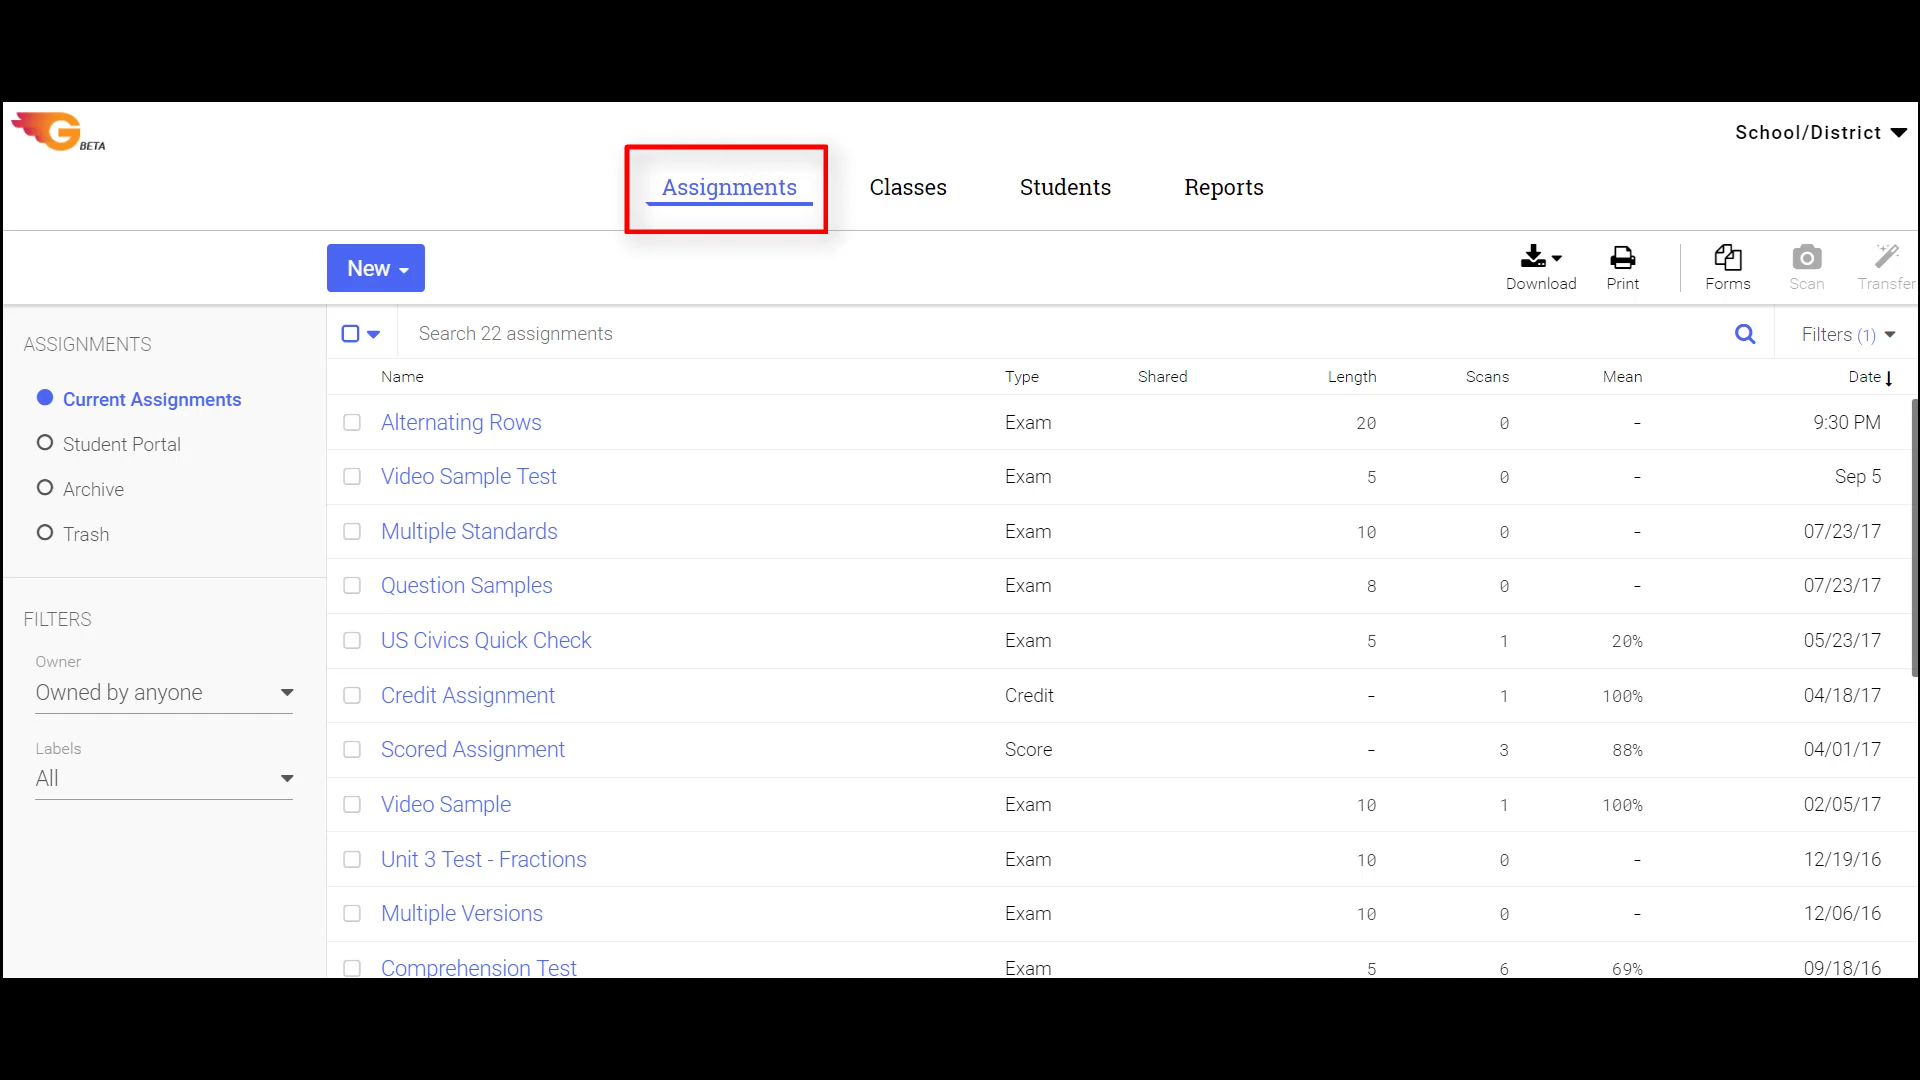 G BETA
School/District
Assignments Classes Students Reports
New
Download Print Forms Scan Transfer
ASSIGNMENTS
Current Assignments
Student Portal
Archive
Trash
FILTERS
Owner
Owned by anyone
Labels
All
Search 22 assignments Filters (1)
Name Type Shared Length Scans Mean Date
Alternating Rows Exam 20 0 - 9:30 PM
Video Sample Test Exam 5 0 - Sep 5
Multiple Standards Exam 10 0 - 07/23/17
Question Samples Exam 8 0 - 07/23/17
US Civics Quick Check Exam 5 1 20% 05/23/17
Credit Assignment Credit - 1 100% 04/18/17
Scored Assignment Score - 3 88% 04/01/17
Video Sample Exam 10 1 100% 02/05/17
Unit 3 Test - Fractions Exam 10 0 - 12/19/16
Multiple Versions Exam 10 0 - 12/06/16
Comprehension Test Exam 5 6 69% 09/18/16